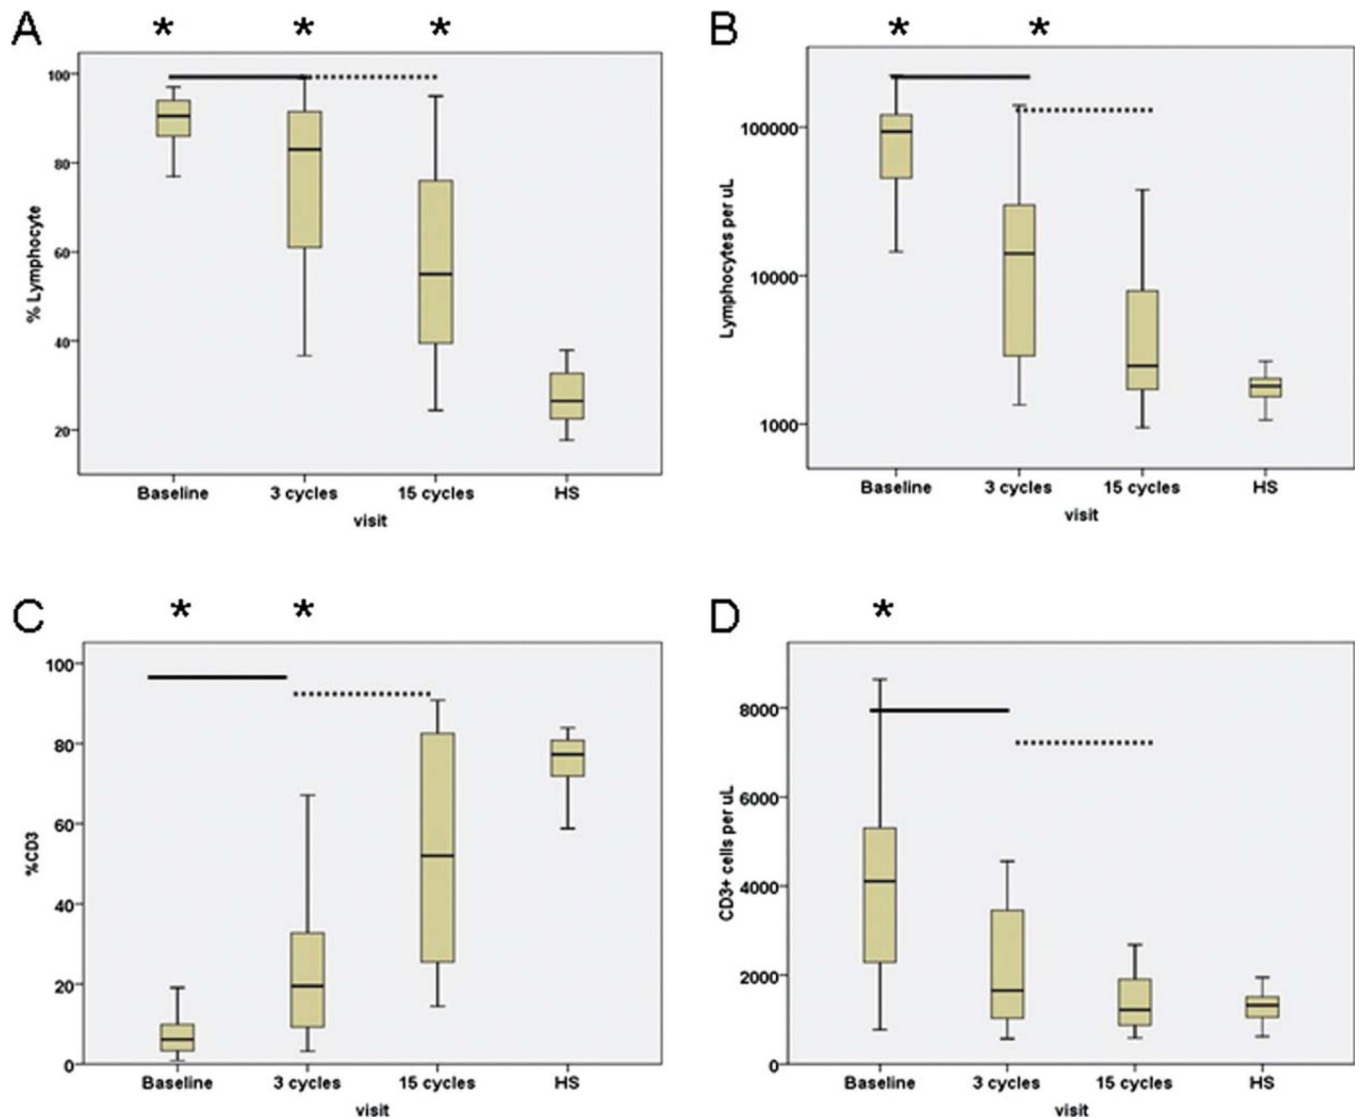 A
* * *
100
80
60
40
20
% Lymphocyte
Baseline 3 cycles 15 cycles HS
visit
B
* *
100000
10000
1000
Lymphocytes per uL
Baseline 3 cycles 15 cycles HS
visit
C
* *
100
80
60
40
20
0
%CD3
Baseline 3 cycles 15 cycles HS
visit
D
*
8000
6000
4000
2000
0
CD3+ cells per uL
Baseline 3 cycles 15 cycles HS
visit